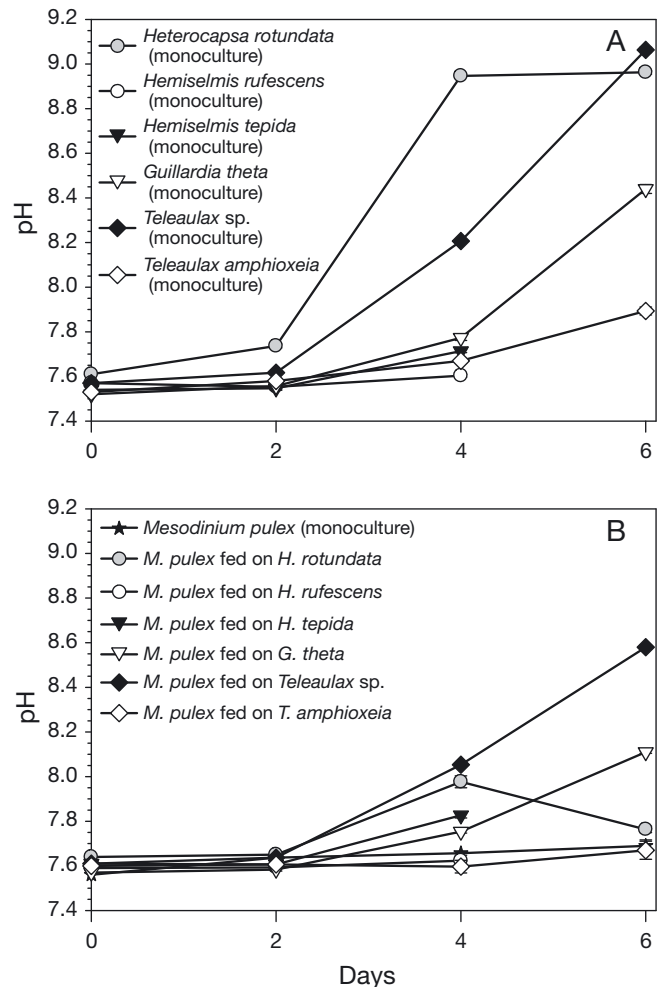 9.2
9.0
8.8
8.6
8.4
8.2
8.0
7.8
7.6
7.4
pH
A
Heterocapsa rotundata
(monoculture)
Hemiselmis rufescens
(monoculture)
Hemiselmis tepida
(monoculture)
Guillardia theta
(monoculture)
Teleaulax sp.
(monoculture)
Teleaulax amphioxeia
(monoculture)
0 2 4 6
9.2
9.0
8.8
8.6
8.4
8.2
8.0
7.8
7.6
7.4
pH
B
Mesodinium pulex (monoculture)
M. pulex fed on H. rotundata
M. pulex fed on H. rufescens
M. pulex fed on H. tepida
M. pulex fed on G. theta
M. pulex fed on Teleaulax sp.
M. pulex fed on T. amphioxeia
0 2 4 6
Days